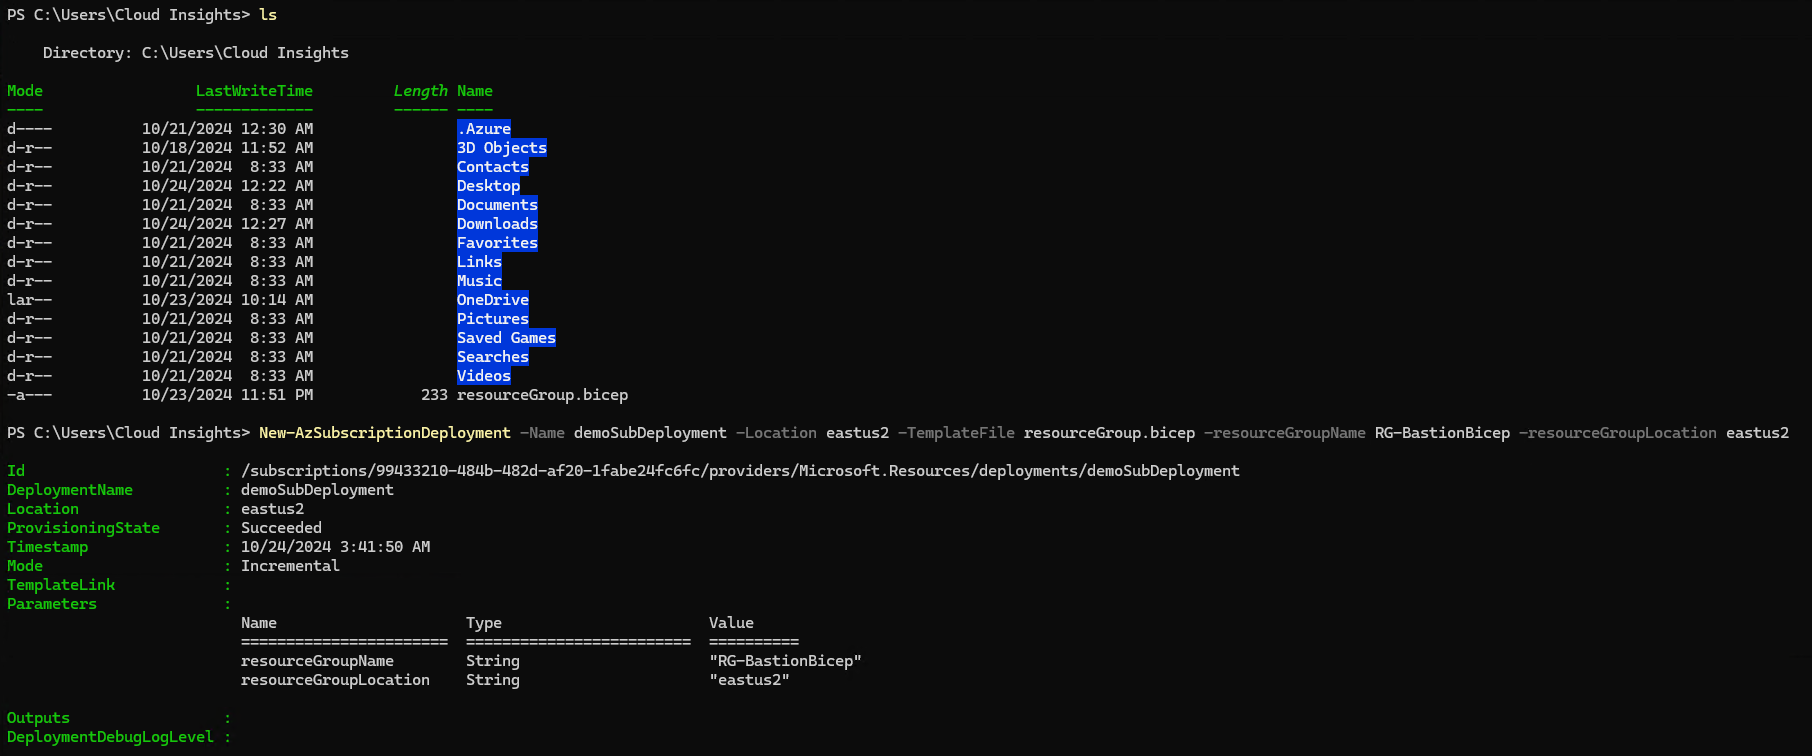 PS C:\Users\Cloud Insights> ls
Directory: C:\Users\Cloud Insights
Mode LastWriteTime Length Name
---- ------------- ------ ----
d---- 10/21/2024 12:30 AM .Azure
d-r-- 10/18/2024 11:52 AM 3D Objects
d-r-- 10/21/2024 8:33 AM Contacts
d-r-- 10/24/2024 12:22 AM Desktop
d-r-- 10/21/2024 8:33 AM Documents
d-r-- 10/24/2024 12:27 AM Downloads
d-r-- 10/21/2024 8:33 AM Favorites
d-r-- 10/21/2024 8:33 AM Links
d-r-- 10/21/2024 8:33 AM Music
lar-- 10/23/2024 10:14 AM OneDrive
d-r-- 10/21/2024 8:33 AM Pictures
d-r-- 10/21/2024 8:33 AM Saved Games
d-r-- 10/21/2024 8:33 AM Searches
d-r-- 10/21/2024 8:33 AM Videos
-a--- 10/23/2024 11:51 PM 233 resourceGroup.bicep
PS C:\Users\Cloud Insights> New-AzSubscriptionDeployment -Name demoSubDeployment -Location eastus2 -TemplateFile resourceGroup.bicep -resourceGroupName RG-BastionBicep -resourceGroupLocation eastus2
Id : /subscriptions/99433210-484b-482d-af20-1fabe24fc6fc/providers/Microsoft.Resources/deployments/demoSubDeployment
DeploymentName : demoSubDeployment
Location : eastus2
ProvisioningState : Succeeded
Timestamp : 10/24/2024 3:41:50 AM
Mode : Incremental
TemplateLink :
Parameters :
Name Type Value
======================= ========================= ==========
resourceGroupName String "RG-BastionBicep"
resourceGroupLocation String "eastus2"
Outputs :
DeploymentDebugLogLevel :